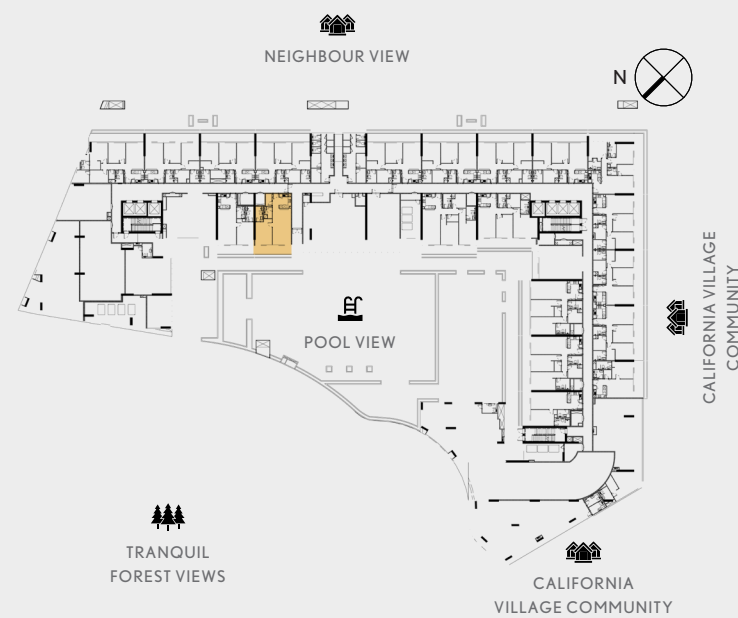 NEIGHBOUR VIEW
N
CALIFORNIA VILLAGE
COMMUNITY
POOL VIEW
TRANQUIL
FOREST VIEWS
CALIFORNIA
VILLAGE COMMUNITY